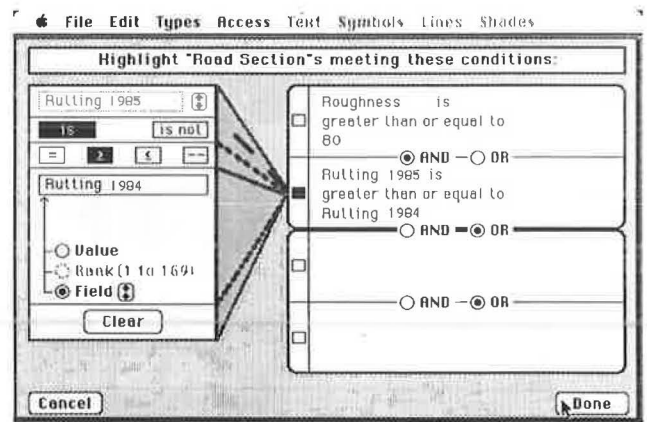 File Edit Types Access Text Symbols Lines Shades
Highlight "Road Section"s meeting these conditions:
Rutting 1985
is is not
= ≥ ≤ --
Rutting 1984
Value
Rank (1 to 169)
Field
Clear
Roughness is
greater than or equal to
80
AND OR
Rutting 1985 is
greater than or equal to
Rutting 1984
AND OR
AND OR
Cancel Done